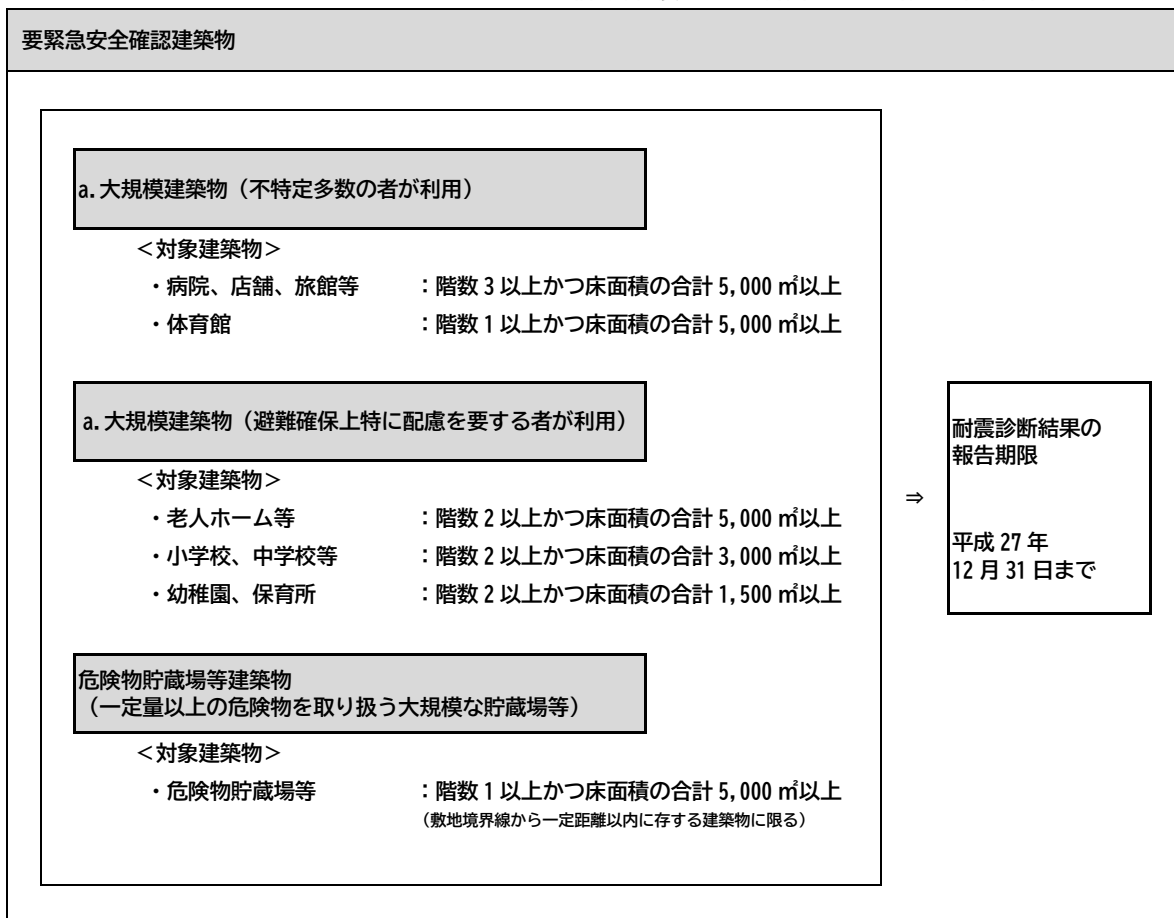 要緊急安全確認建築物
a.大規模建築物（不特定多数の者が利用）
＜対象建築物＞
・病院、店舗、旅館等 ：階数 3 以上かつ床面積の合計 5,000 ㎡以上
・体育館 ：階数 1 以上かつ床面積の合計 5,000 ㎡以上
a.大規模建築物（避難確保上特に配慮を要する者が利用）
＜対象建築物＞
・老人ホーム等 ：階数 2 以上かつ床面積の合計 5,000 ㎡以上
・小学校、中学校等 ：階数 2 以上かつ床面積の合計 3,000 ㎡以上
・幼稚園、保育所 ：階数 2 以上かつ床面積の合計 1,500 ㎡以上
危険物貯蔵場等建築物
（一定量以上の危険物を取り扱う大規模な貯蔵場等）
＜対象建築物＞
・危険物貯蔵場等 ：階数 1 以上かつ床面積の合計 5,000 ㎡以上
（敷地境界線から一定距離以内に存する建築物に限る）
⇒
耐震診断結果の
報告期限
平成 27 年
12 月 31 日まで